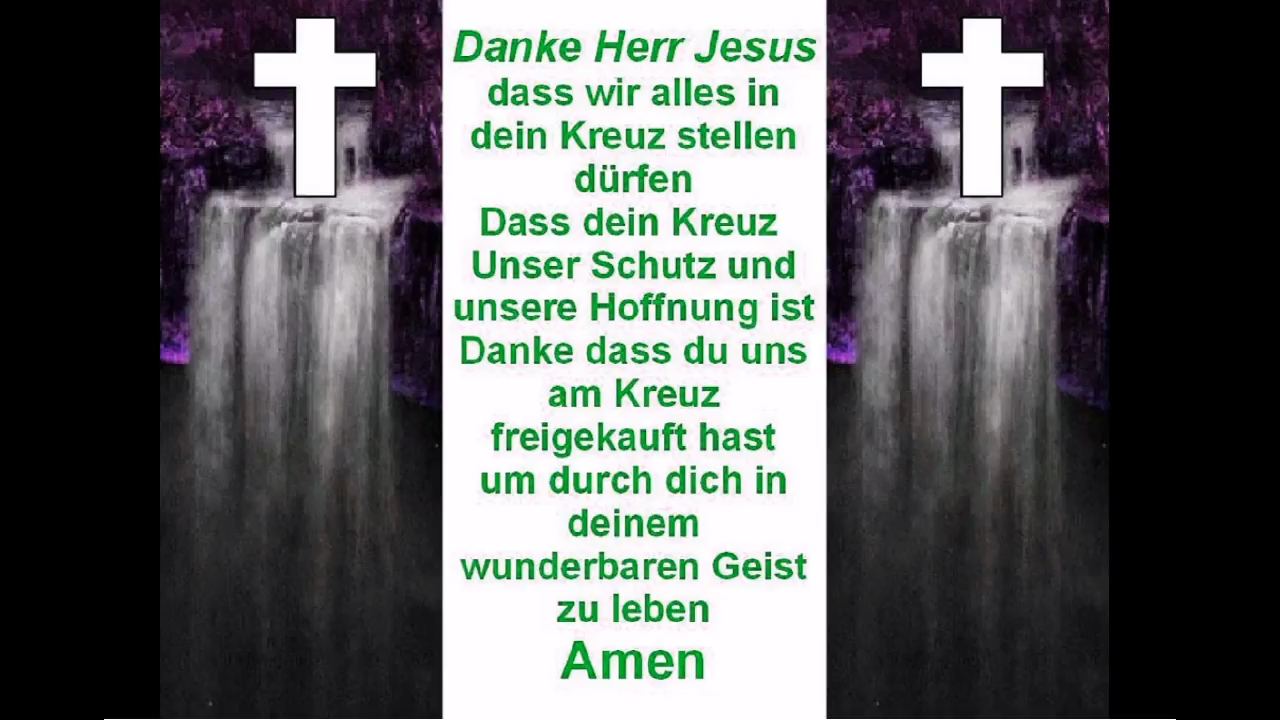 Danke Herr Jesus
dass wir alles in
dein Kreuz stellen
dürfen
Dass dein Kreuz
Unser Schutz und
unsere Hoffnung ist
Danke dass du uns
am Kreuz
freigekauft hast
um durch dich in
deinem
wunderbaren Geist
zu leben
Amen